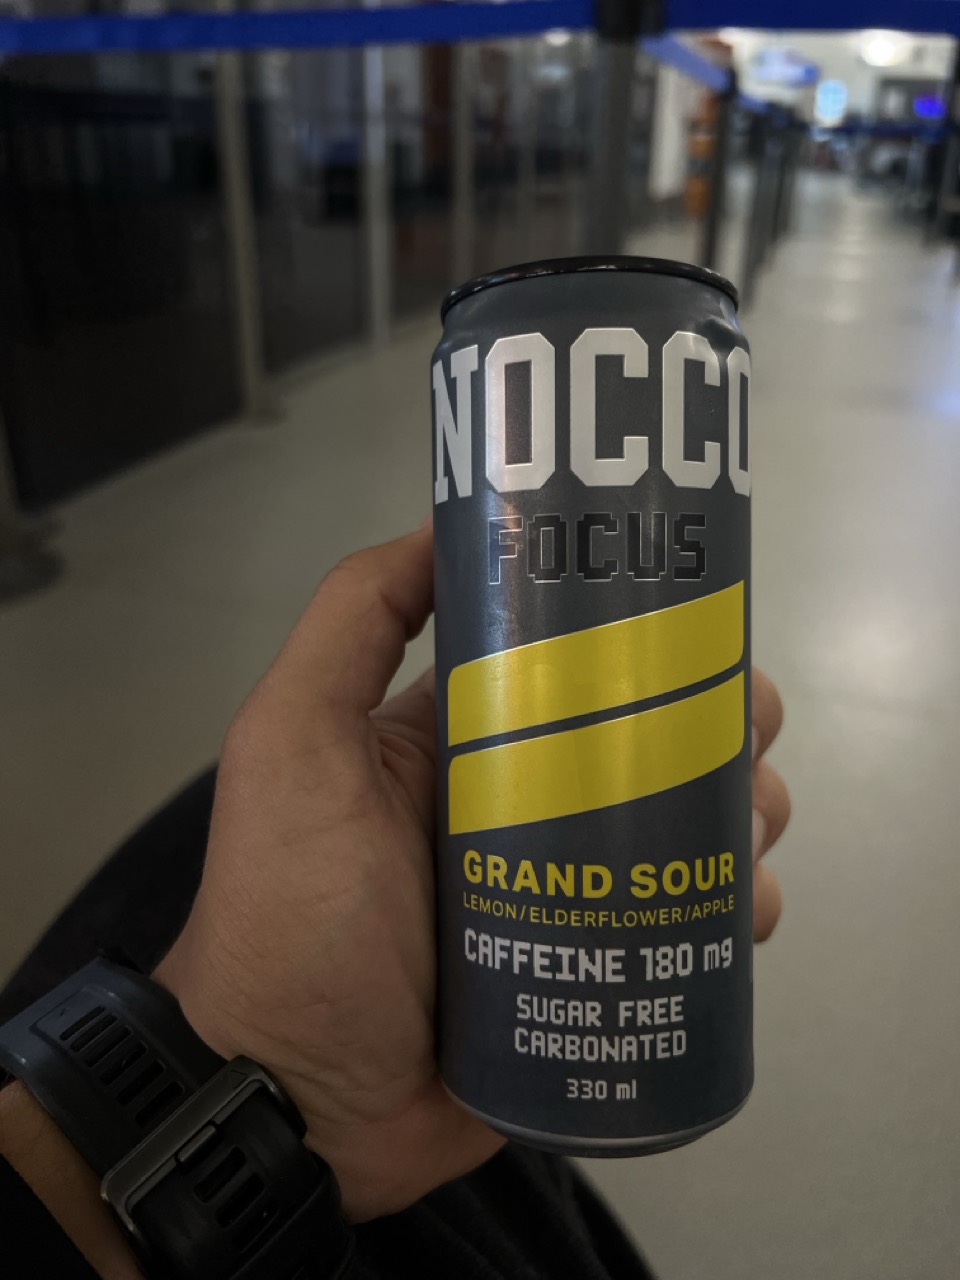 NOCCO
FOCUS
GRAND SOUR
LEMON/ELDERFLOWER/APPLE
CAFFEINE 180 mg
SUGAR FREE
CARBONATED
330 ml